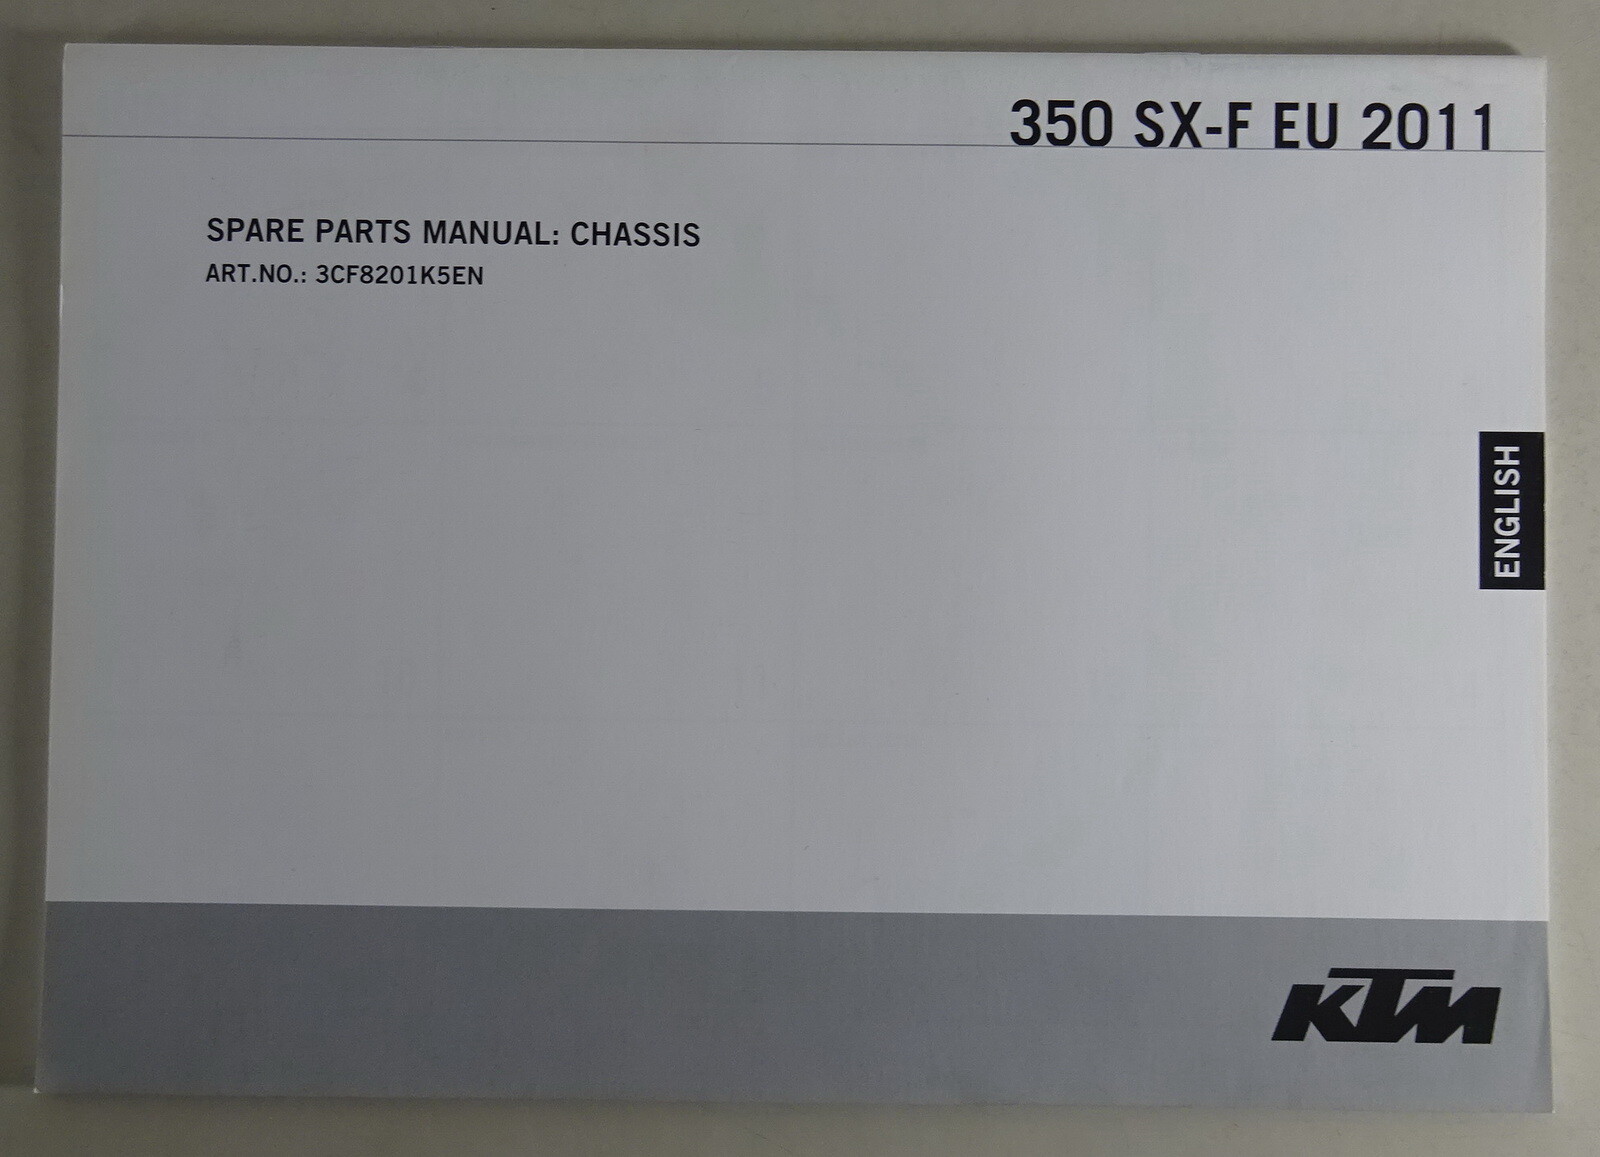 350 SX-F EU 2011
SPARE PARTS MANUAL: CHASSIS
ART.NO.: 3CF8201K5EN
ENGLISH
KTM